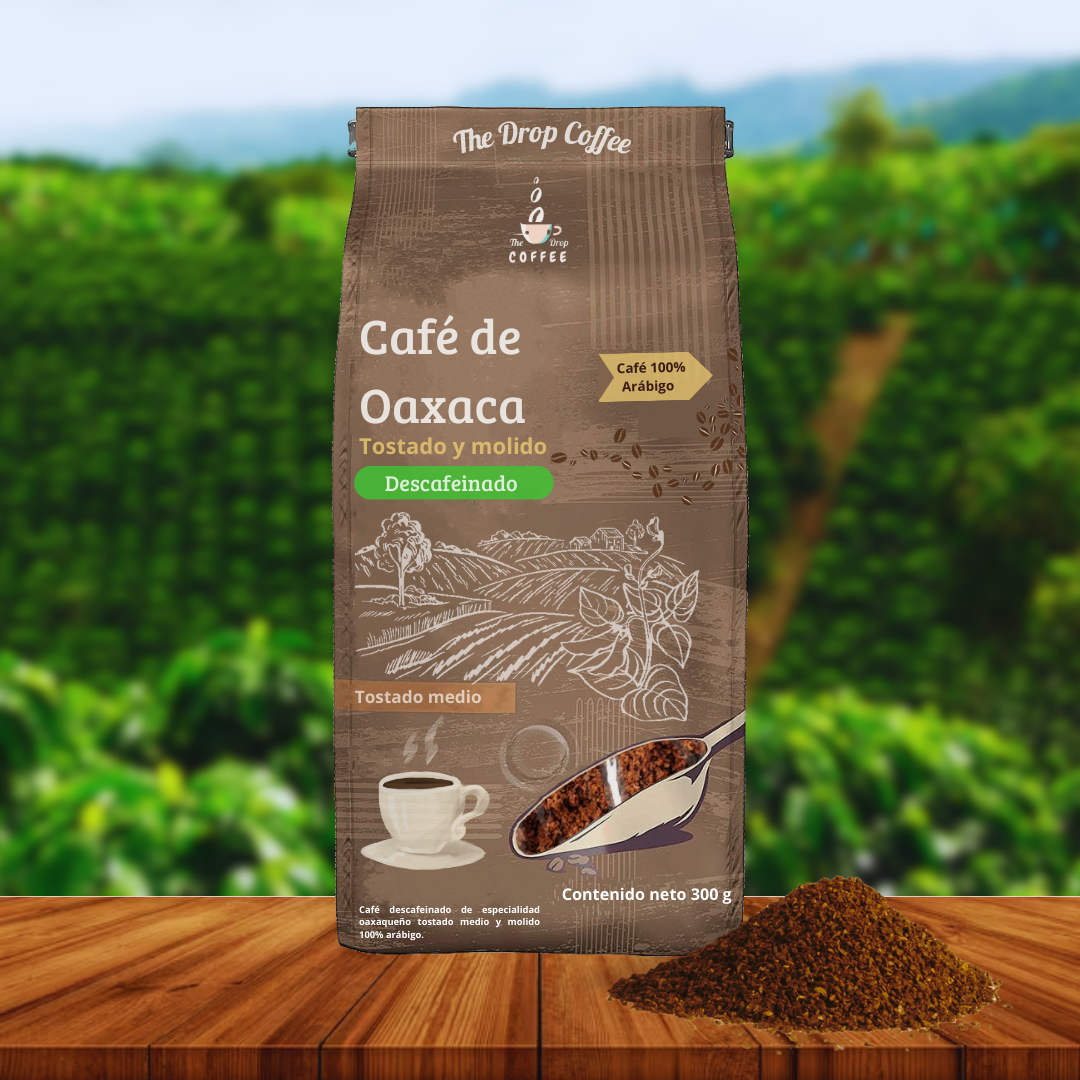 The Drop Coffee
The Drop
COFFEE
Café de
Oaxaca
Café 100%
Arábigo
Tostado y molido
Descafeinado
Tostado medio
Contenido neto 300 g
Café descafeinado de especialidad
oaxaqueño tostado medio y molido
100% arábigo.